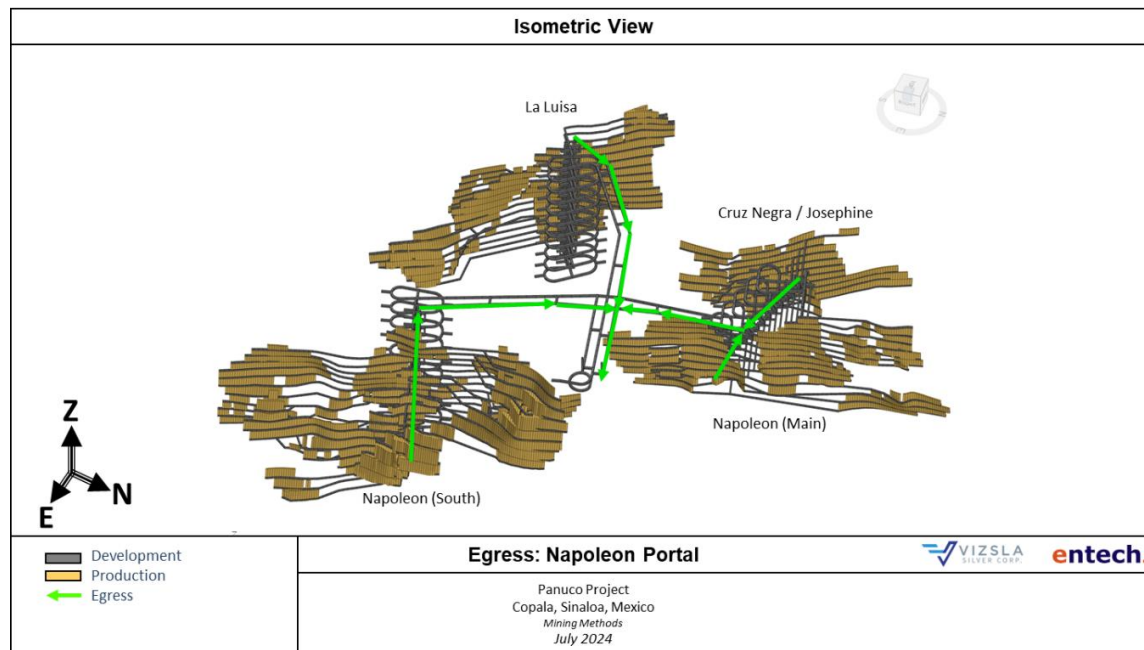 Isometric View
La Luisa
Cruz Negra / Josephine
Napoleon (Main)
Napoleon (South)
Z
N
E
Development
Production
Egress
Egress: Napoleon Portal
VIZSLA
SILVER CORP.
entech.
Panuco Project
Copala, Sinaloa, Mexico
Mining Methods
July 2024